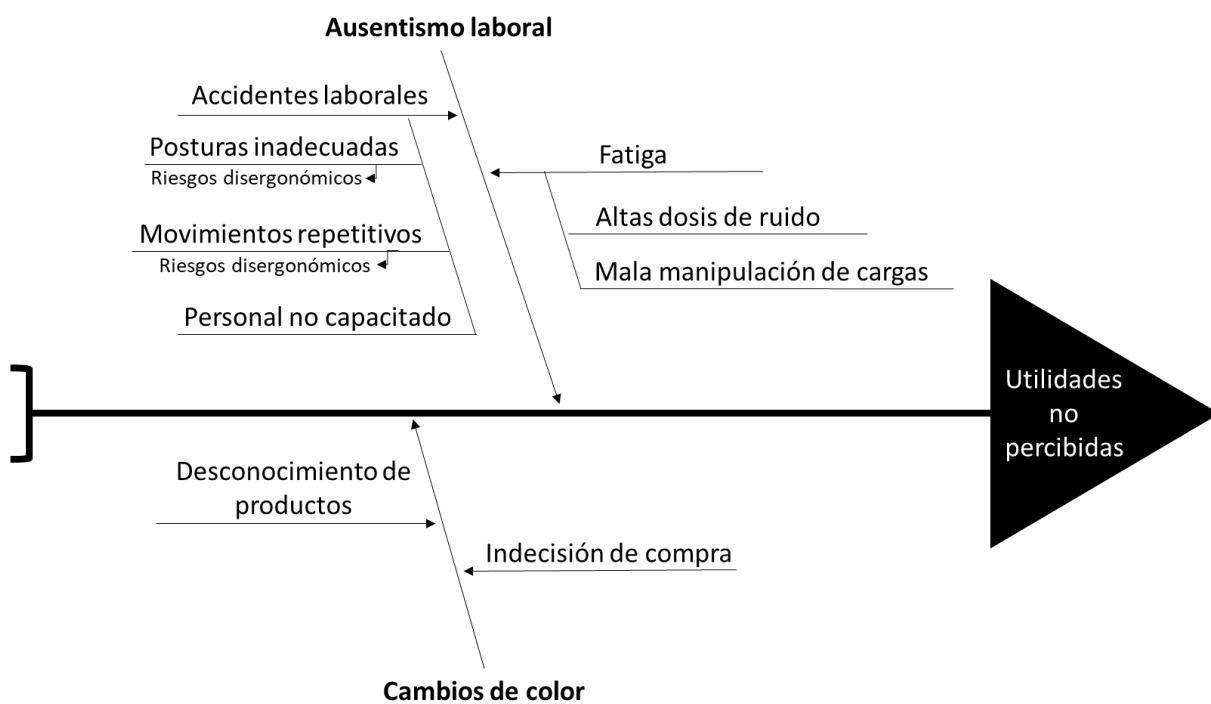 Ausentismo laboral
Accidentes laborales
Posturas inadecuadas
Riesgos disergonómicos
Movimientos repetitivos
Riesgos disergonómicos
Personal no capacitado
Fatiga
Altas dosis de ruido
Mala manipulación de cargas
Utilidades
no
percibidas
Desconocimiento de
productos
Indecisión de compra
Cambios de color